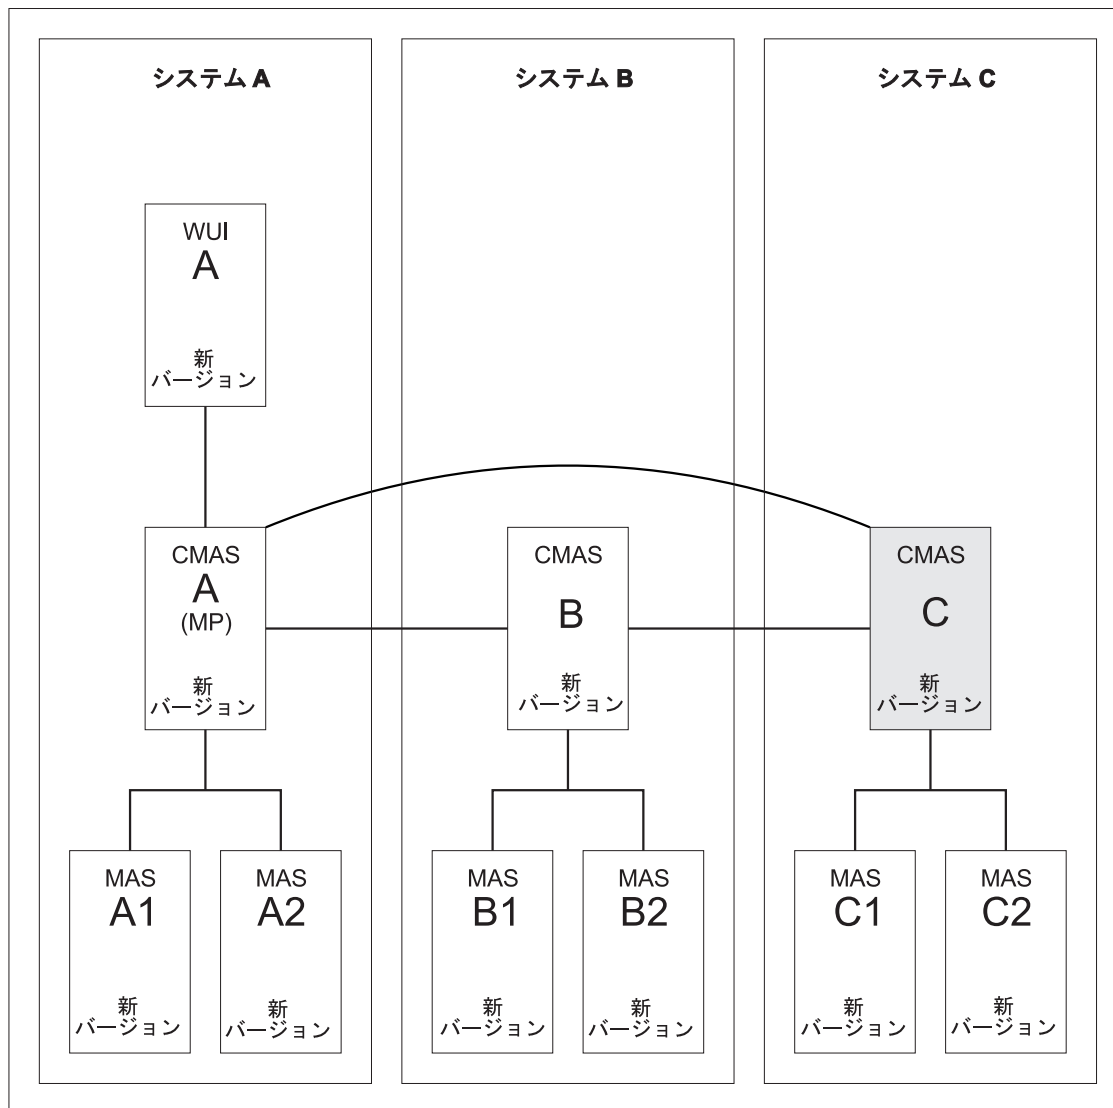 システム A
システム B
システム C
WUI
A
新
バージョン
CMAS
A
(MP)
新
バージョン
CMAS
B
新
バージョン
CMAS
C
新
バージョン
MAS
A1
新
バージョン
MAS
A2
新
バージョン
MAS
B1
新
バージョン
MAS
B2
新
バージョン
MAS
C1
新
バージョン
MAS
C2
新
バージョン